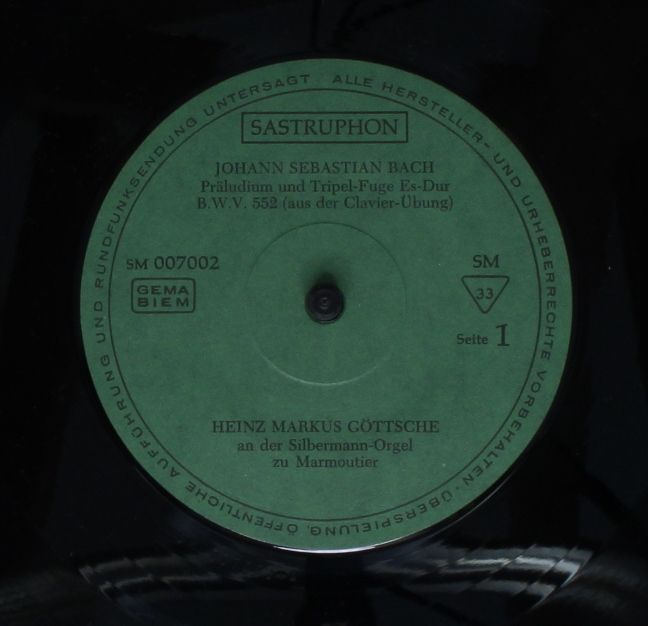 ALLE HERSTELLER- UND URHEBERRECHTE VORBEHALTEN · ÜBERSPIELUNG, ÖFFENTLICHE AUFFÜHRUNG UND RUNDFUNKSENDUNG UNTERSAGT
SASTRUPHON
JOHANN SEBASTIAN BACH
Präludium und Tripel-Fuge Es-Dur
B.W.V. 552 (aus der Clavier-Übung)
SM 007002
GEMA
BIEM
SM
33
Seite 1
HEINZ MARKUS GÖTTSCHE
an der Silbermann-Orgel
zu Marmoutier